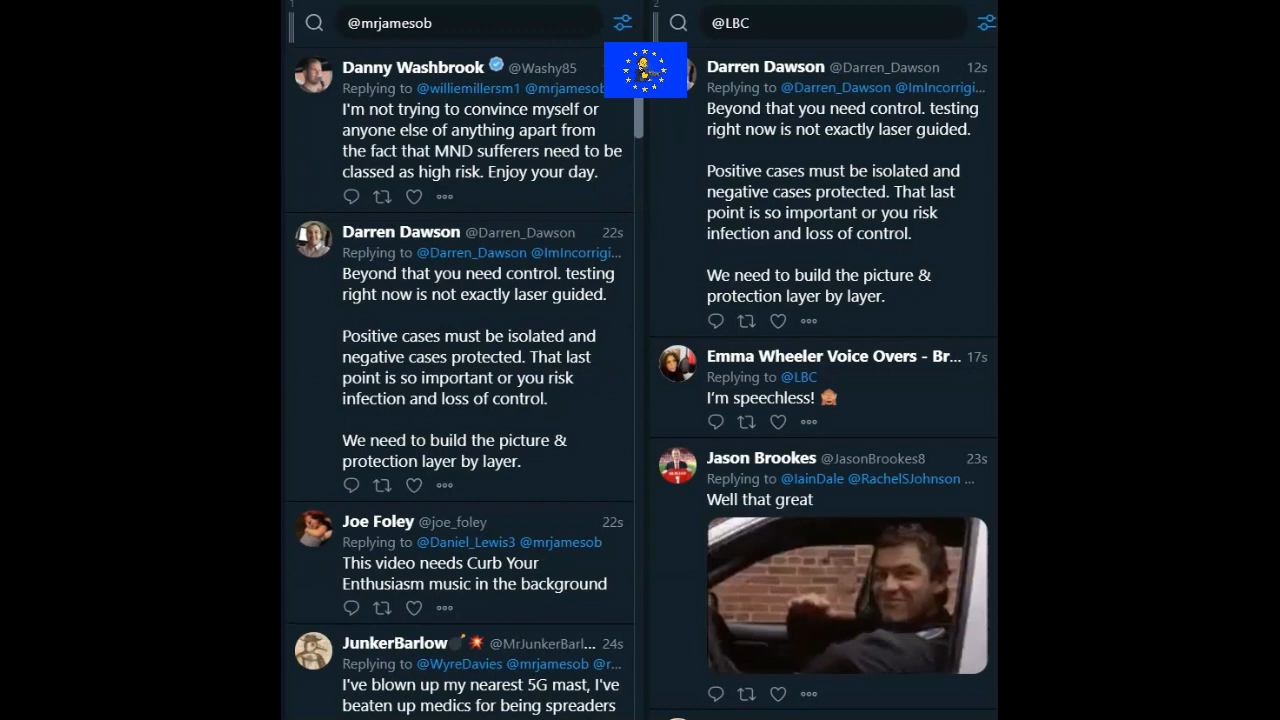 1
@mrjamesob
Danny Washbrook @Washy85
Replying to @williemillersm1 @mrjamesob
I'm not trying to convince myself or
anyone else of anything apart from
the fact that MND sufferers need to be
classed as high risk. Enjoy your day.
Darren Dawson @Darren_Dawson 22s
Replying to @Darren_Dawson @ImIncorrigi...
Beyond that you need control. testing
right now is not exactly laser guided.
Positive cases must be isolated and
negative cases protected. That last
point is so important or you risk
infection and loss of control.
We need to build the picture &
protection layer by layer.
Joe Foley @joe_foley 22s
Replying to @Daniel_Lewis3 @mrjamesob
This video needs Curb Your
Enthusiasm music in the background
JunkerBarlow💣💥 @MrJunkerBarl... 24s
Replying to @WyreDavies @mrjamesob @r...
I've blown up my nearest 5G mast, I've
beaten up medics for being spreaders
2
@LBC
Darren Dawson @Darren_Dawson 12s
Replying to @Darren_Dawson @ImIncorrigi...
Beyond that you need control. testing
right now is not exactly laser guided.
Positive cases must be isolated and
negative cases protected. That last
point is so important or you risk
infection and loss of control.
We need to build the picture &
protection layer by layer.
Emma Wheeler Voice Overs - Br... 17s
Replying to @LBC
I'm speechless! 🙈
Jason Brookes @JasonBrookes8 23s
Replying to @IainDale @RachelSJohnson ...
Well that great